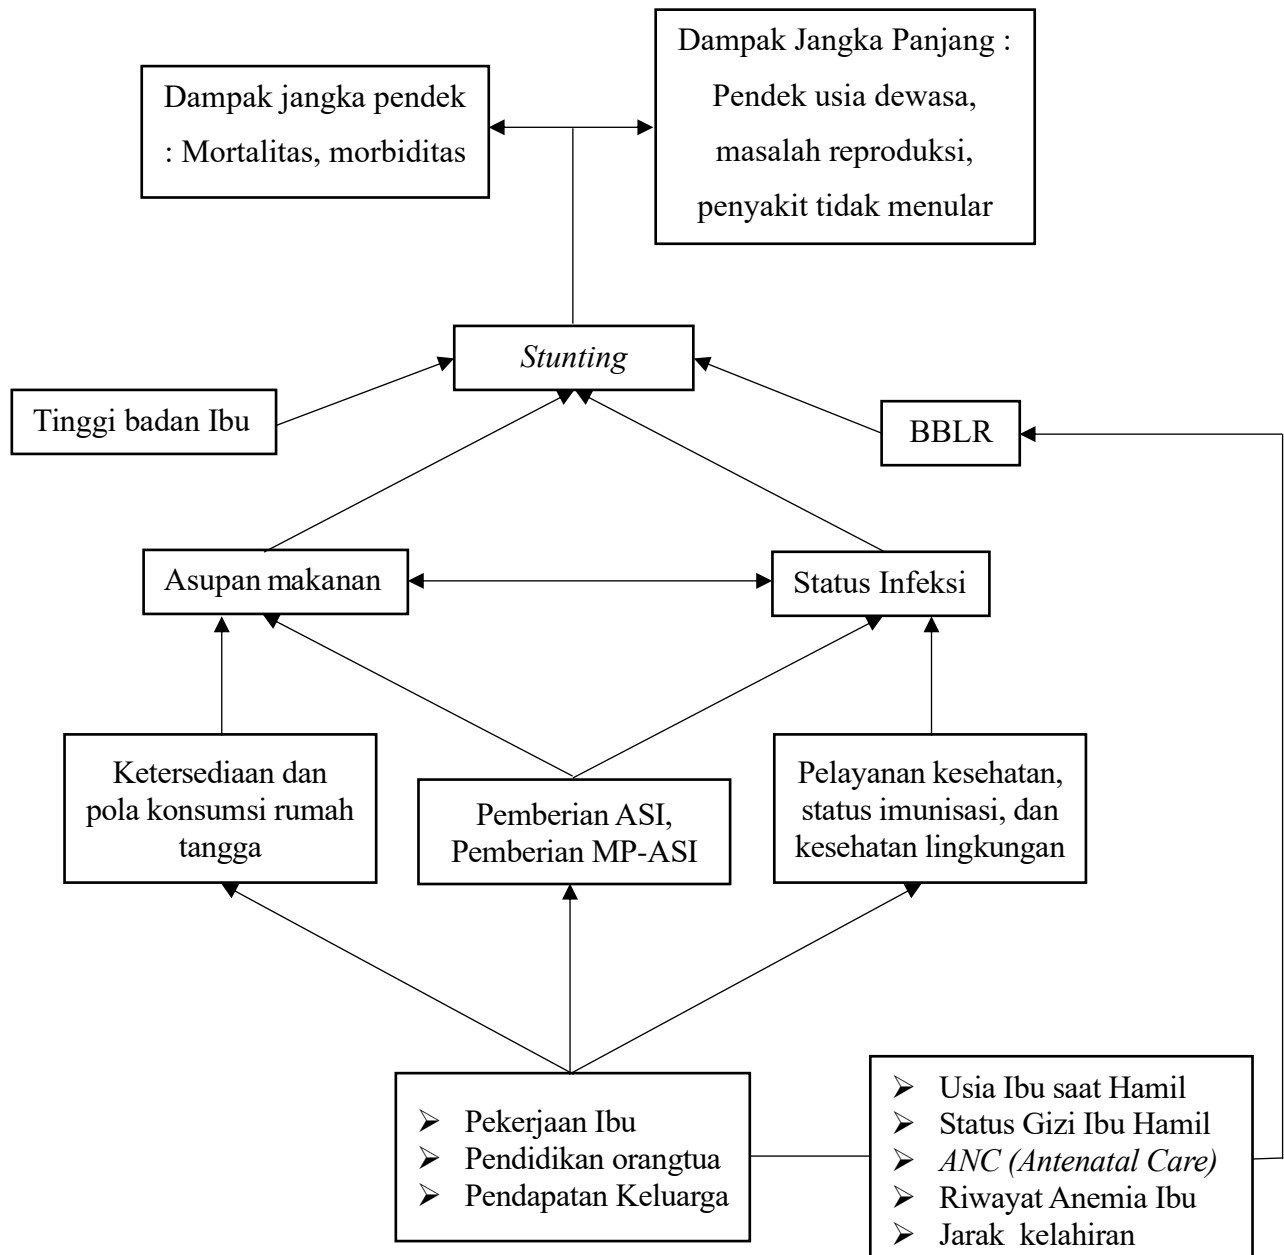 Dampak jangka pendek
: Mortalitas, morbiditas
Dampak Jangka Panjang :
Pendek usia dewasa,
masalah reproduksi,
penyakit tidak menular
Stunting
Tinggi badan Ibu
BBLR
Asupan makanan
Status Infeksi
Ketersediaan dan
pola konsumsi rumah
tangga
Pemberian ASI,
Pemberian MP-ASI
Pelayanan kesehatan,
status imunisasi, dan
kesehatan lingkungan
➢ Pekerjaan Ibu
➢ Pendidikan orangtua
➢ Pendapatan Keluarga
➢ Usia Ibu saat Hamil
➢ Status Gizi Ibu Hamil
➢ ANC (Antenatal Care)
➢ Riwayat Anemia Ibu
➢ Jarak kelahiran